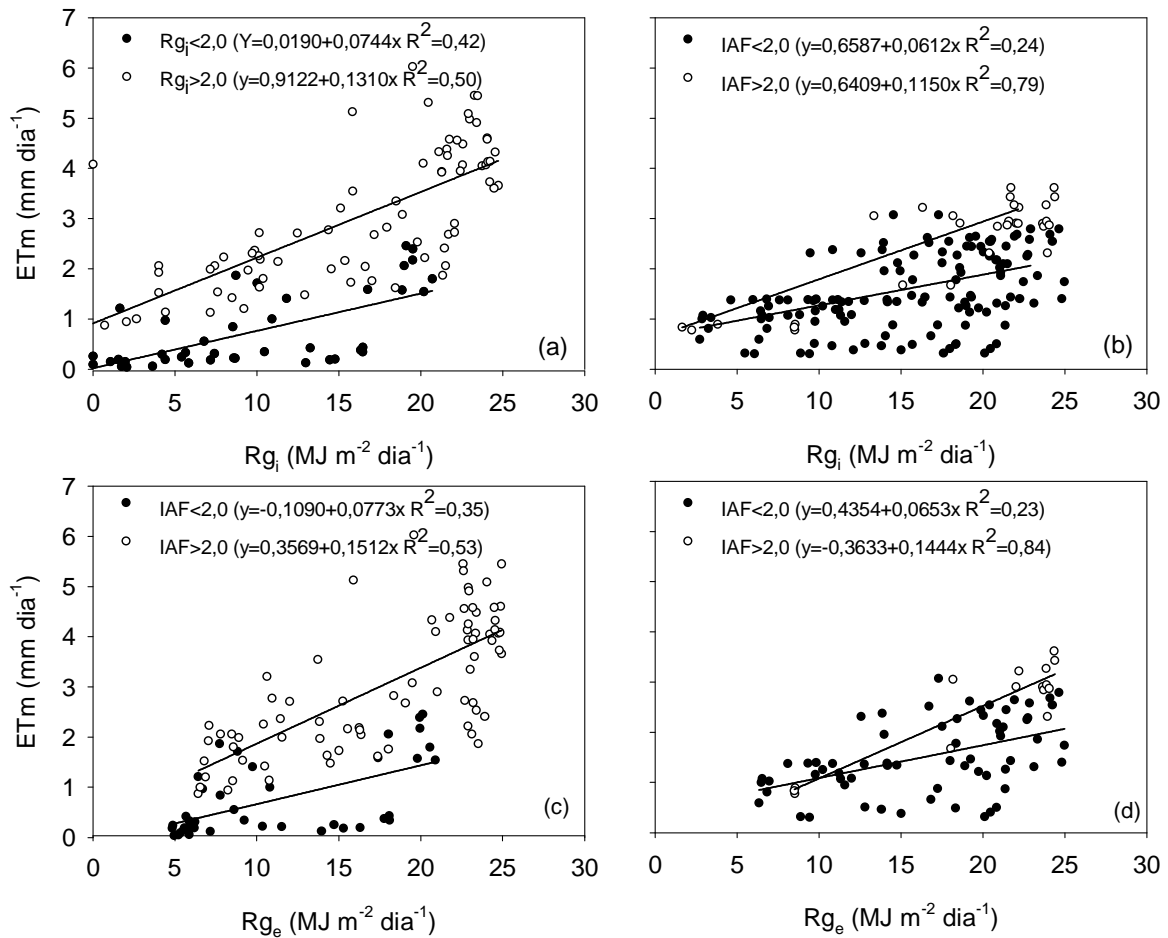 7
6
5
4
3
2
1
0
ETm (mm dia-1)
Rgi<2,0 (Y=0,0190+0,0744x R2=0,42)
Rgi>2,0 (y=0,9122+0,1310x R2=0,50)
(a)
0 5 10 15 20 25 30
Rgi (MJ m-2 dia-1)
IAF<2,0 (y=0,6587+0,0612x R2=0,24)
IAF>2,0 (y=0,6409+0,1150x R2=0,79)
(b)
0 5 10 15 20 25 30
Rgi (MJ m-2 dia-1)
7
6
5
4
3
2
1
0
ETm (mm dia-1)
IAF<2,0 (y=-0,1090+0,0773x R2=0,35)
IAF>2,0 (y=0,3569+0,1512x R2=0,53)
(c)
0 5 10 15 20 25 30
Rge (MJ m-2 dia-1)
IAF<2,0 (y=0,4354+0,0653x R2=0,23)
IAF>2,0 (y=-0,3633+0,1444x R2=0,84)
(d)
0 5 10 15 20 25 30
Rge (MJ m-2 dia-1)